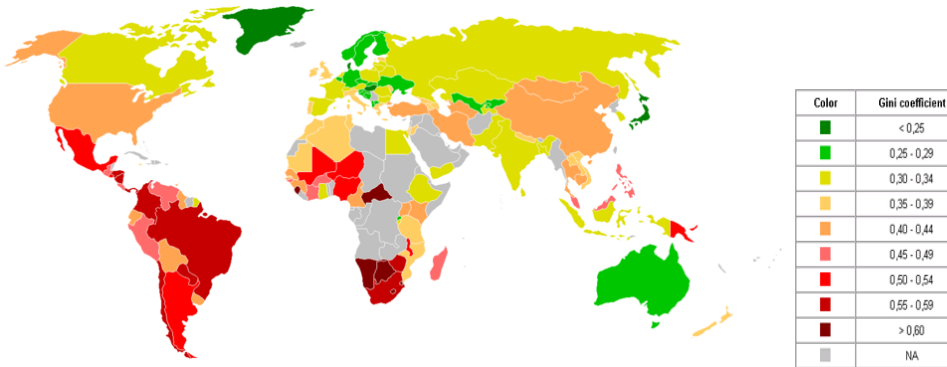 Color Gini coefficient
< 0,25
0,25 - 0,29
0,30 - 0,34
0,35 - 0,39
0,40 - 0,44
0,45 - 0,49
0,50 - 0,54
0,55 - 0,59
> 0,60
NA